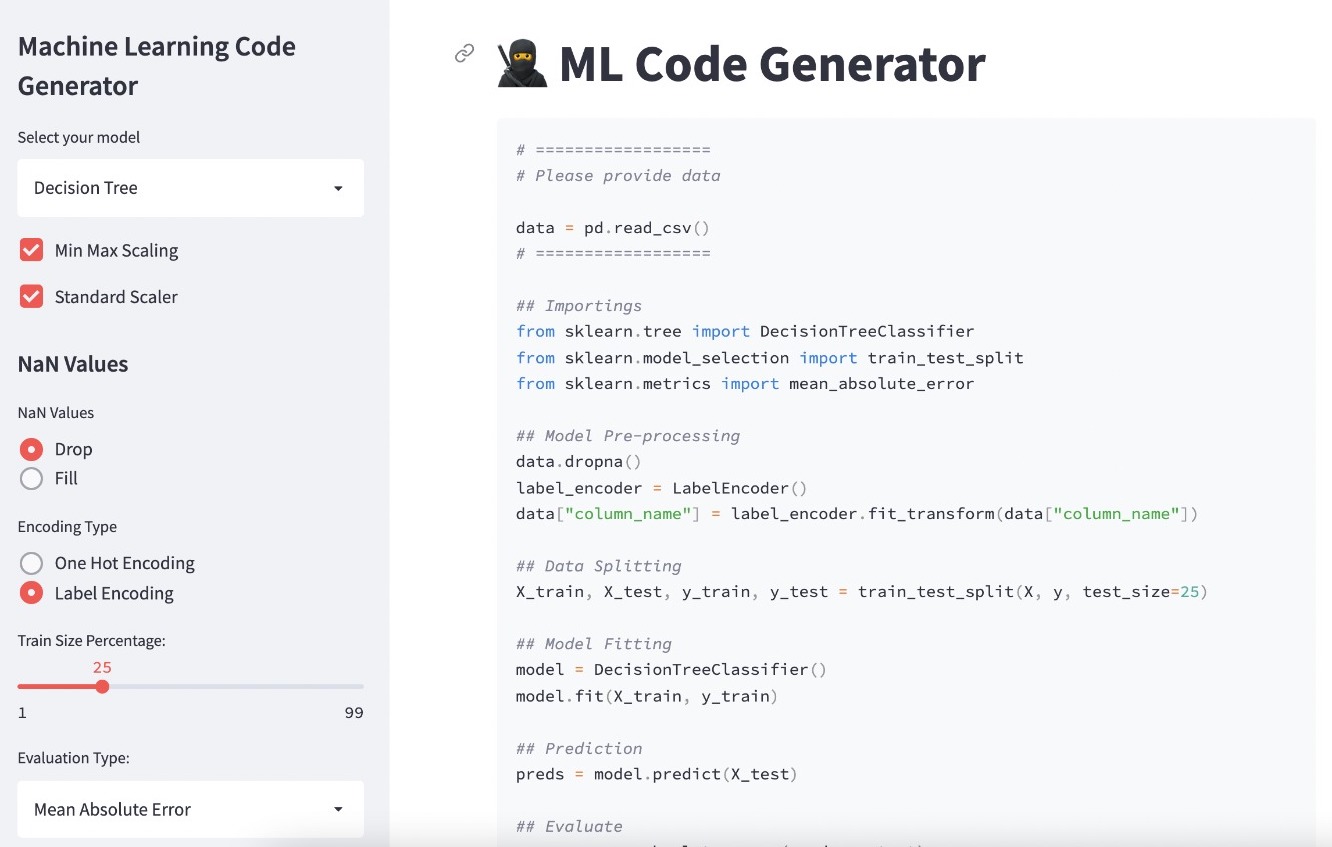 Machine Learning Code
Generator
Select your model
Decision Tree
Min Max Scaling
Standard Scaler
NaN Values
NaN Values
Drop
Fill
Encoding Type
One Hot Encoding
Label Encoding
Train Size Percentage:
25
1 99
Evaluation Type:
Mean Absolute Error
ML Code Generator
# ==================
# Please provide data
data = pd.read_csv()
# ==================
## Importings
from sklearn.tree import DecisionTreeClassifier
from sklearn.model_selection import train_test_split
from sklearn.metrics import mean_absolute_error
## Model Pre-processing
data.dropna()
label_encoder = LabelEncoder()
data["column_name"] = label_encoder.fit_transform(data["column_name"])
## Data Splitting
X_train, X_test, y_train, y_test = train_test_split(X, y, test_size=25)
## Model Fitting
model = DecisionTreeClassifier()
model.fit(X_train, y_train)
## Prediction
preds = model.predict(X_test)
## Evaluate